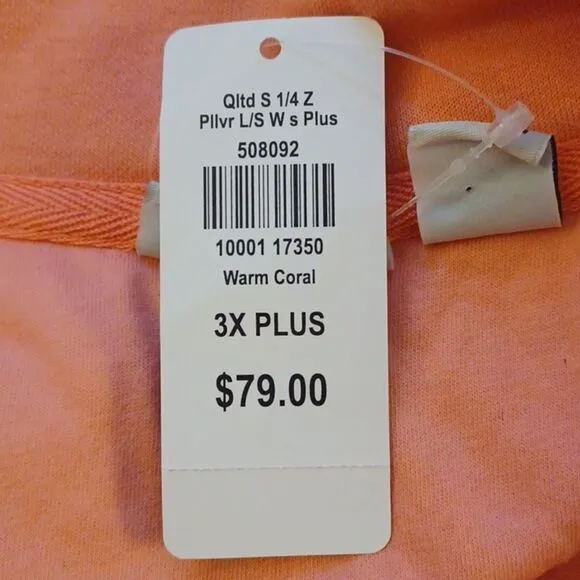 Qltd S 1/4 Z
Pllvr L/S W s Plus
508092
10001 17350
Warm Coral
3X PLUS
$79.00